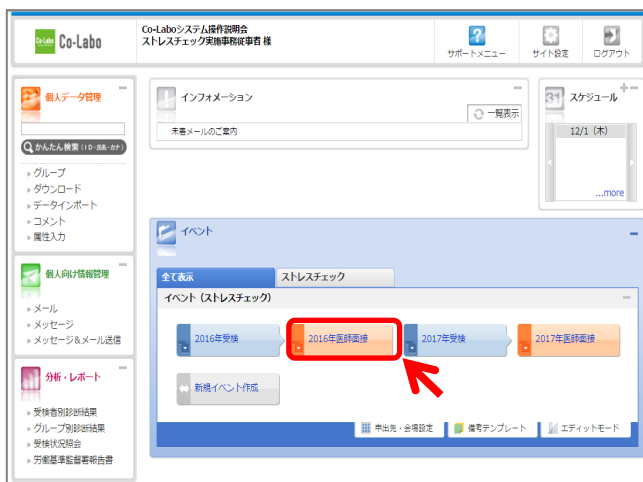 Co-Labo
Co-Labo
Co-Laboシステム操作説明会
ストレスチェック実施事務従事者 様
サポートメニュー
サイト設定
ログアウト
個人データ管理
かんたん検索 (ID・氏名・カナ)
グループ
ダウンロード
データインポート
コメント
属性入力
個人向け情報管理
メール
メッセージ
メッセージ&メール送信
分析・レポート
受検者別診断結果
グループ別診断結果
受検状況照会
労働基準監督署報告書
インフォメーション
一覧表示
未着メールのご案内
31 スケジュール
12/1 (木)
...more
イベント
全て表示
ストレスチェック
イベント (ストレスチェック)
2016年受検
2016年医師面接
2017年受検
2017年医師面接
新規イベント作成
申出先・会場設定
備考テンプレート
エディットモード